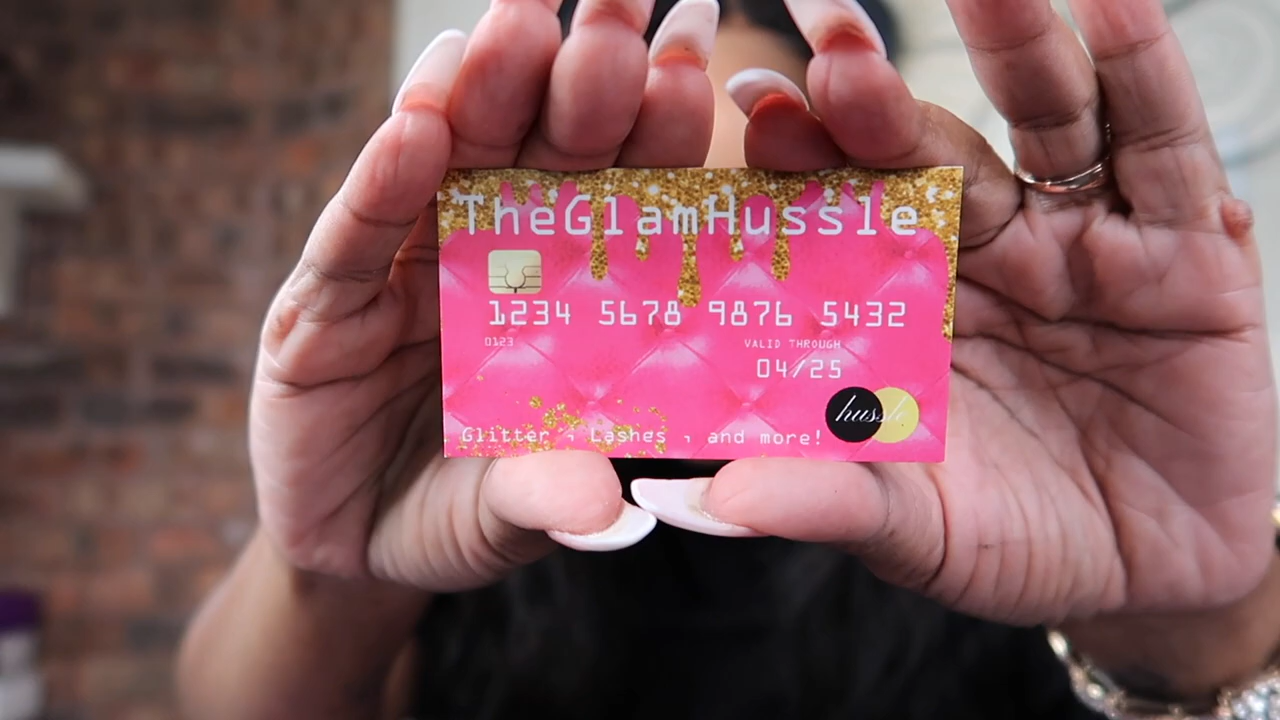 TheGlamHussle
1234 5678 9876 5432
0123
VALID THROUGH
04/25
hussle
Glitter , Lashes , and more!